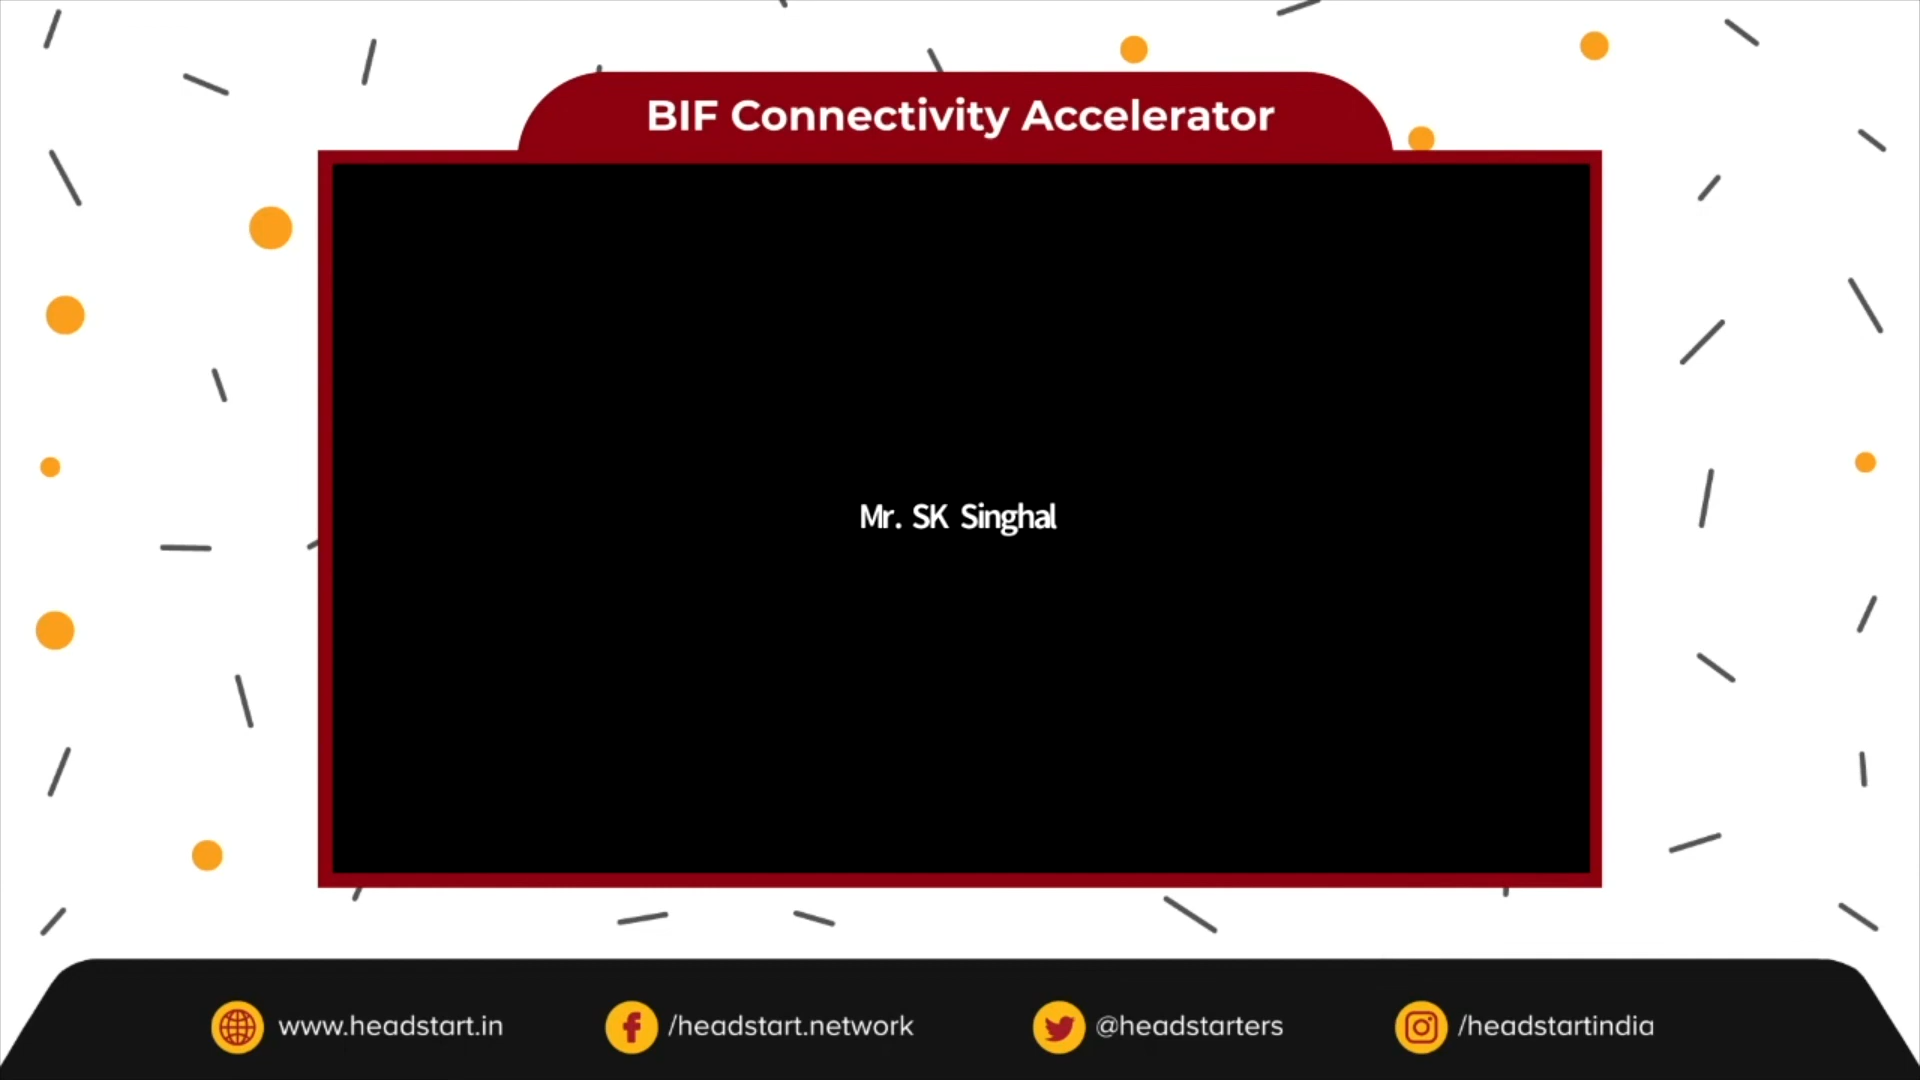 BIF Connectivity Accelerator
Mr. SK Singhal
www.headstart.in
/headstart.network
@headstarters
/headstartindia